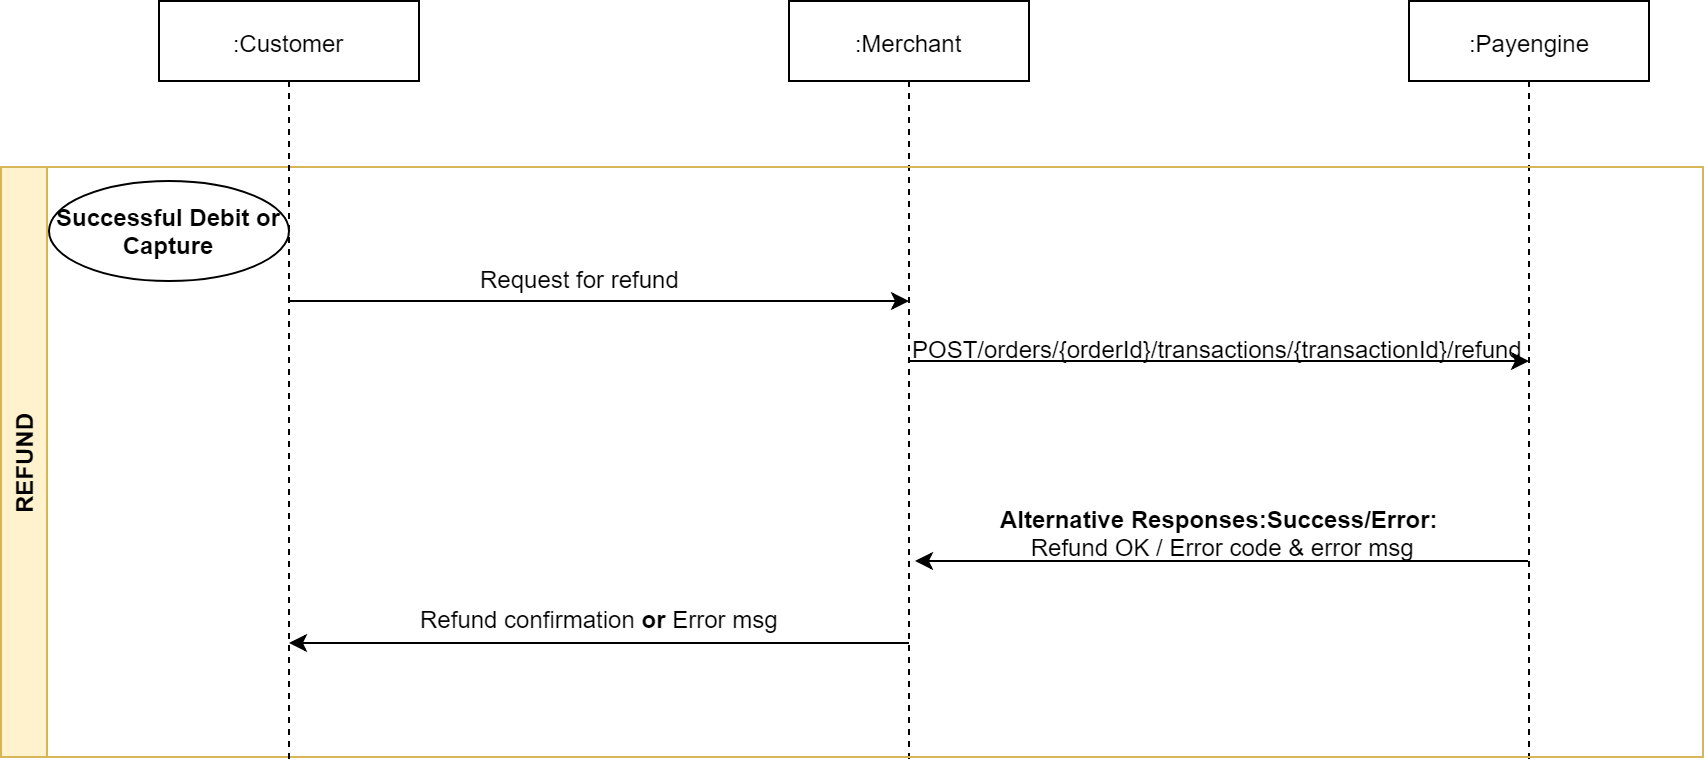 :Customer
:Merchant
:Payengine
Successful Debit or
Capture
Request for refund
POST/orders/{orderId}/transactions/{transactionId}/refund
REFUND
Alternative Responses:Success/Error:
Refund OK / Error code & error msg
Refund confirmation or Error msg